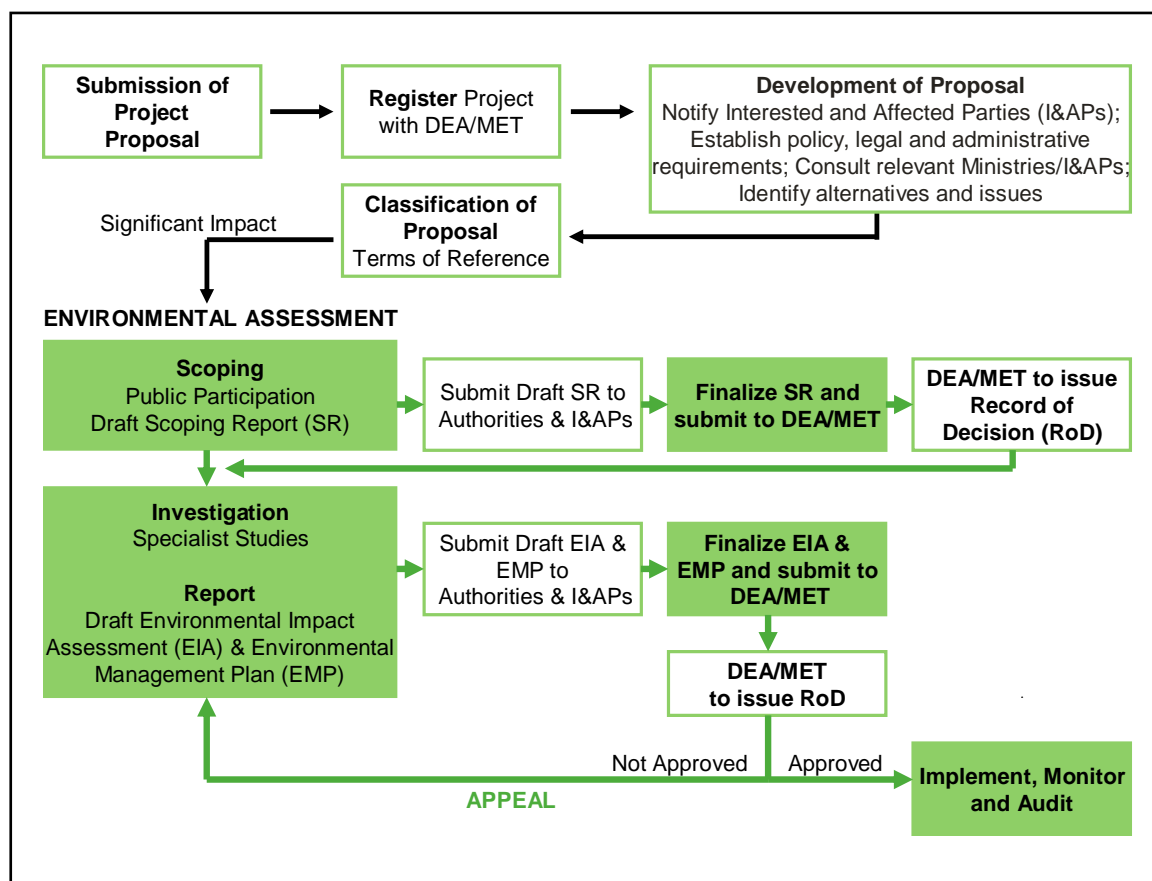 Submission of
Project
Proposal
Register Project
with DEA/MET
Development of Proposal
Notify Interested and Affected Parties (I&APs);
Establish policy, legal and administrative
requirements; Consult relevant Ministries/I&APs;
Identify alternatives and issues
Significant Impact
Classification of
Proposal
Terms of Reference
ENVIRONMENTAL ASSESSMENT
Scoping
Public Participation
Draft Scoping Report (SR)
Submit Draft SR to
Authorities & I&APs
Finalize SR and
submit to DEA/MET
DEA/MET to issue
Record of
Decision (RoD)
Investigation
Specialist Studies
Report
Draft Environmental Impact
Assessment (EIA) & Environmental
Management Plan (EMP)
Submit Draft EIA &
EMP to
Authorities & I&APs
Finalize EIA &
EMP and submit to
DEA/MET
DEA/MET
to issue RoD
Not Approved
Approved
APPEAL
Implement, Monitor
and Audit